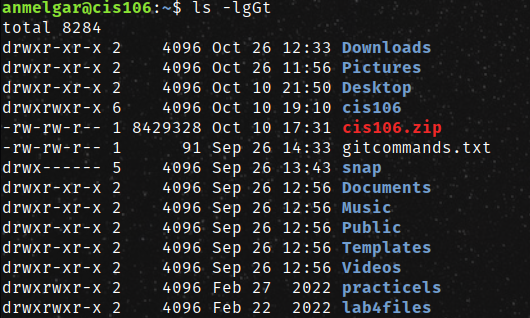 anmelgar@cis106:~$ ls -lgGt
total 8284
drwxr-xr-x 2    4096 Oct 26 12:33 Downloads
drwxr-xr-x 2    4096 Oct 26 11:56 Pictures
drwxr-xr-x 2    4096 Oct 10 21:50 Desktop
drwxrwxr-x 6    4096 Oct 10 19:10 cis106
-rw-rw-r-- 1 8429328 Oct 10 17:31 cis106.zip
-rw-rw-r-- 1      91 Sep 26 14:33 gitcommands.txt
drwx------ 5    4096 Sep 26 13:43 snap
drwxr-xr-x 2    4096 Sep 26 12:56 Documents
drwxr-xr-x 2    4096 Sep 26 12:56 Music
drwxr-xr-x 2    4096 Sep 26 12:56 Public
drwxr-xr-x 2    4096 Sep 26 12:56 Templates
drwxr-xr-x 2    4096 Sep 26 12:56 Videos
drwxrwxr-x 2    4096 Feb 27  2022 practicels
drwxrwxr-x 2    4096 Feb 22  2022 lab4files